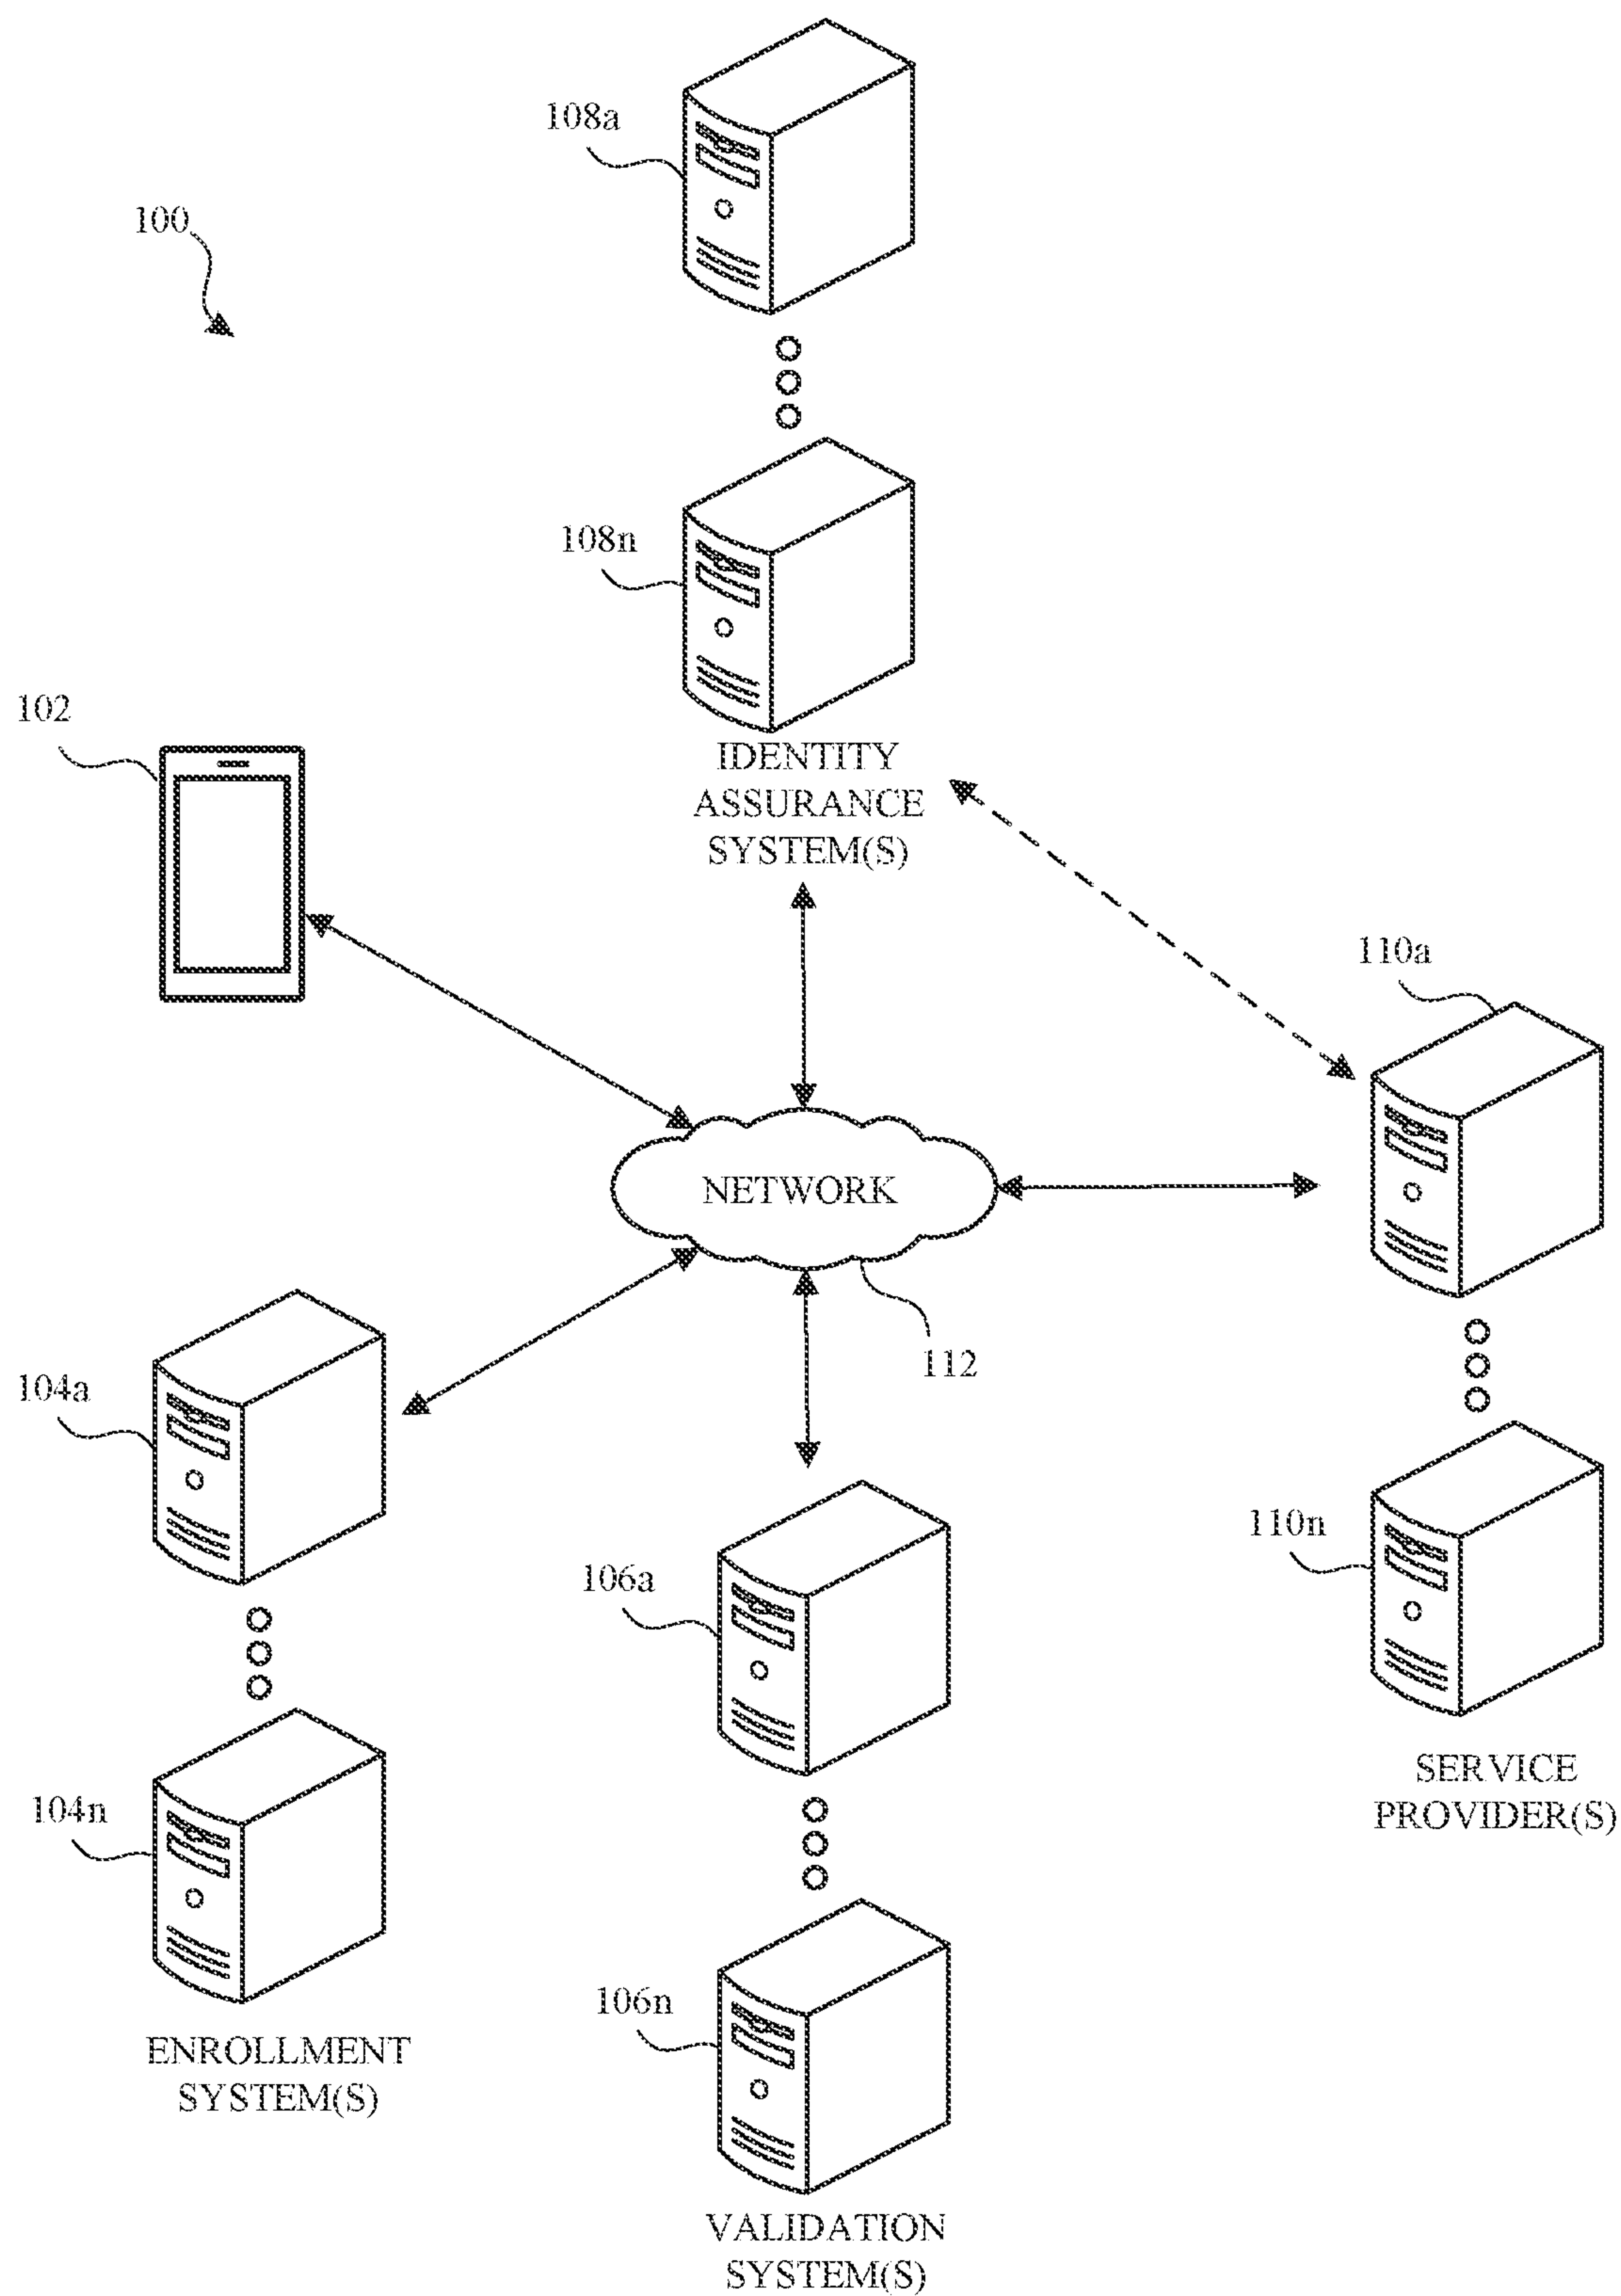 108a
100
108n
102
IDENTITY
ASSURANCE
SYSTEM(S)
110a
NETWORK
112
104a
110n
106a
SERVICE
PROVIDER(S)
104n
106n
ENROLLMENT
SYSTEM(S)
VALIDATION
SYSTEM(S)